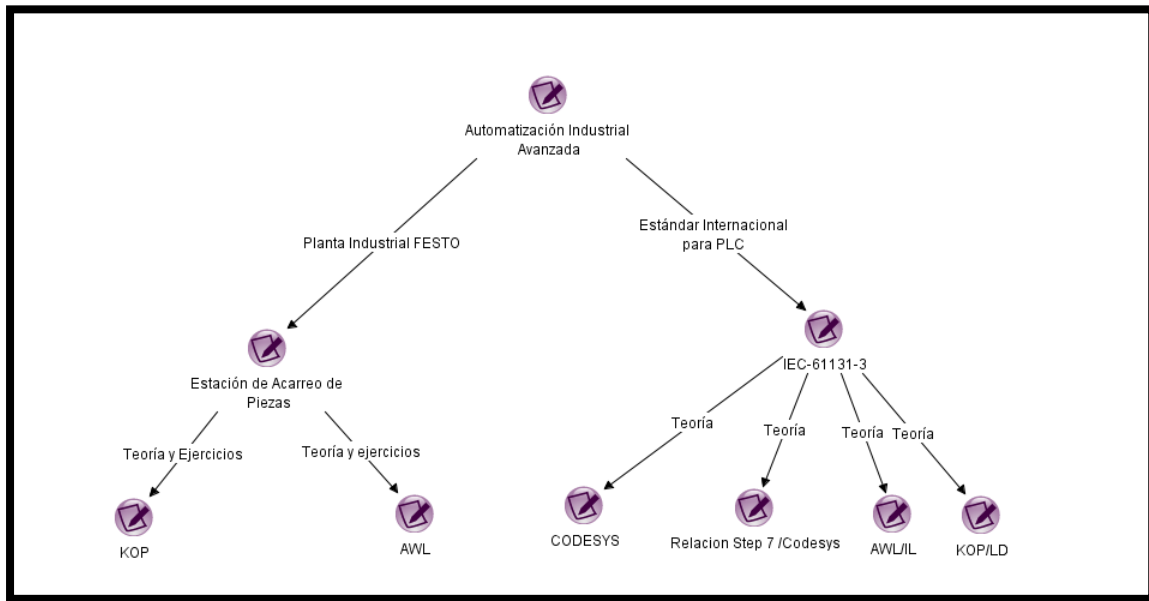 Automatización Industrial
Avanzada
Planta Industrial FESTO
Estándar Internacional
para PLC
Estación de Acarreo de
Piezas
IEC-61131-3
Teoría y Ejercicios
Teoría y ejercicios
Teoría
Teoría
Teoría
Teoría
KOP
AWL
CODESYS
Relacion Step 7 /Codesys
AWL/IL
KOP/LD